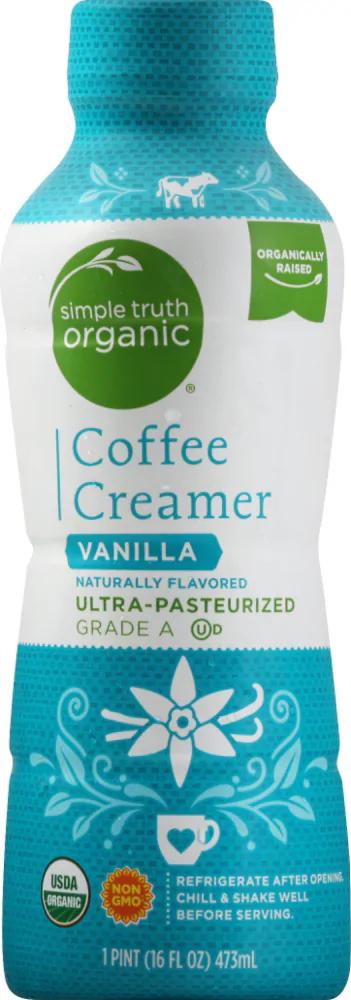 simple truth
organic
®
ORGANICALLY
RAISED
Coffee
Creamer
VANILLA
NATURALLY FLAVORED
ULTRA-PASTEURIZED
GRADE A ⓊD
USDA
ORGANIC
NON
GMO
REFRIGERATE AFTER OPENING.
CHILL & SHAKE WELL
BEFORE SERVING.
1 PINT (16 FL OZ) 473mL